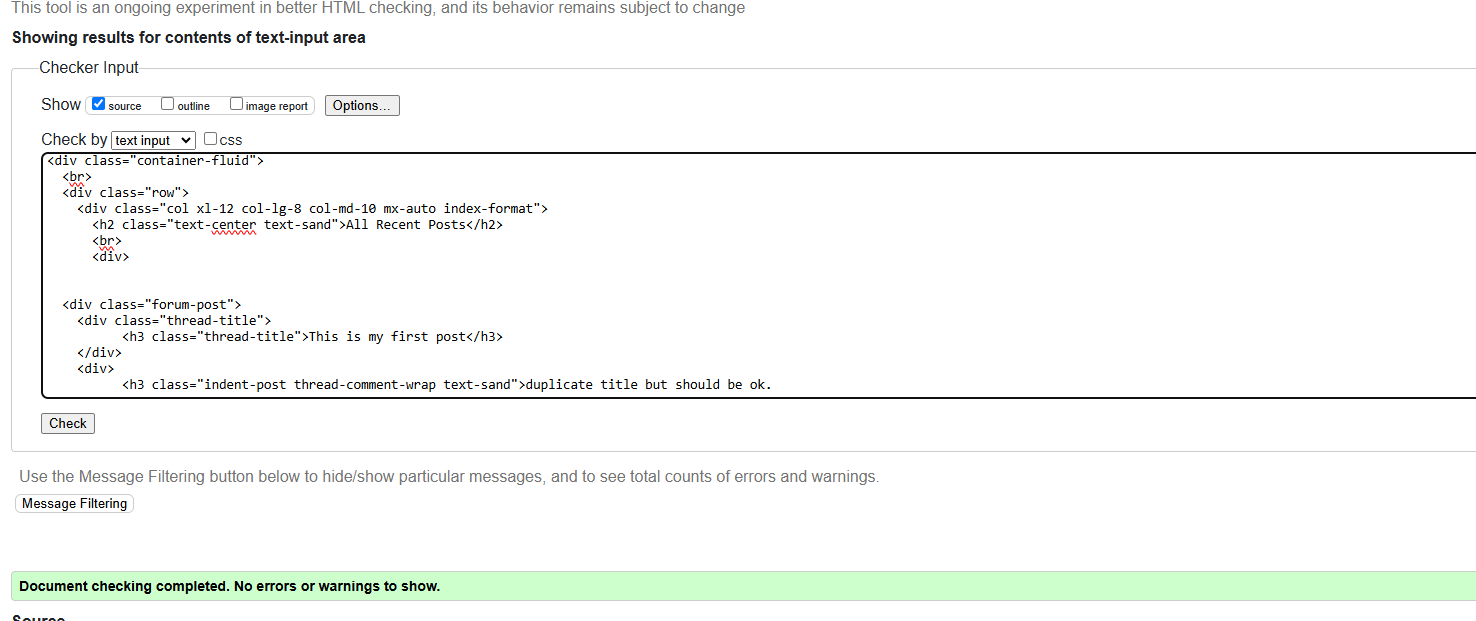 This tool is an ongoing experiment in better HTML checking, and its behavior remains subject to change
Showing results for contents of text-input area
Checker Input
Show source outline image report Options...
Check by text input css
<div class="container-fluid">
<br>
<div class="row">
<div class="col xl-12 col-lg-8 col-md-10 mx-auto index-format">
<h2 class="text-center text-sand">All Recent Posts</h2>
<br>
<div>
<div class="forum-post">
<div class="thread-title">
<h3 class="thread-title">This is my first post</h3>
</div>
<div>
<h3 class="indent-post thread-comment-wrap text-sand">duplicate title but should be ok.
Check
Use the Message Filtering button below to hide/show particular messages, and to see total counts of errors and warnings.
Message Filtering
Document checking completed. No errors or warnings to show.
Source